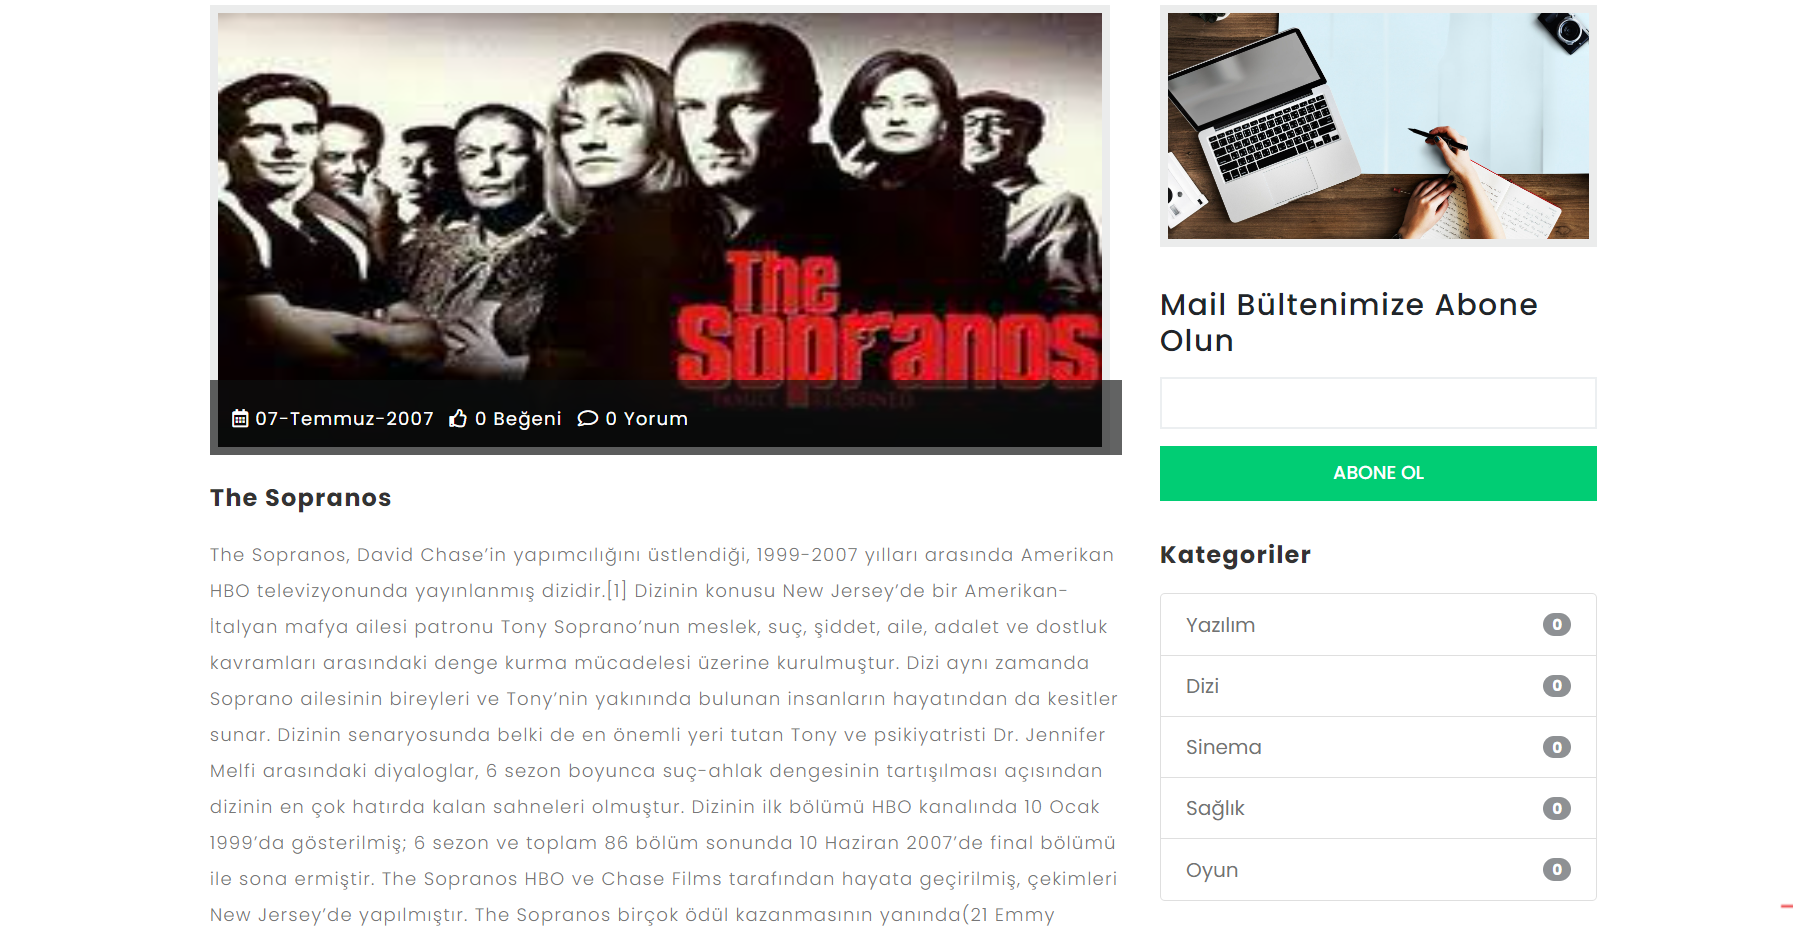 The
Sopranos
07-Temmuz-2007 0 Beğeni 0 Yorum
The Sopranos
The Sopranos, David Chase’in yapımcılığını üstlendiği, 1999-2007 yılları arasında Amerikan
HBO televizyonunda yayınlanmış dizidir.[1] Dizinin konusu New Jersey’de bir Amerikan-
İtalyan mafya ailesi patronu Tony Soprano’nun meslek, suç, şiddet, aile, adalet ve dostluk
kavramları arasındaki denge kurma mücadelesi üzerine kurulmuştur. Dizi aynı zamanda
Soprano ailesinin bireyleri ve Tony’nin yakınında bulunan insanların hayatından da kesitler
sunar. Dizinin senaryosunda belki de en önemli yeri tutan Tony ve psikiyatristi Dr. Jennifer
Melfi arasındaki diyaloglar, 6 sezon boyunca suç-ahlak dengesinin tartışılması açısından
dizinin en çok hatırda kalan sahneleri olmuştur. Dizinin ilk bölümü HBO kanalında 10 Ocak
1999’da gösterilmiş; 6 sezon ve toplam 86 bölüm sonunda 10 Haziran 2007’de final bölümü
ile sona ermiştir. The Sopranos HBO ve Chase Films tarafından hayata geçirilmiş, çekimleri
New Jersey’de yapılmıştır. The Sopranos birçok ödül kazanmasının yanında(21 Emmy
Mail Bültenimize Abone
Olun
ABONE OL
Kategoriler
Yazılım 0
Dizi 0
Sinema 0
Sağlık 0
Oyun 0